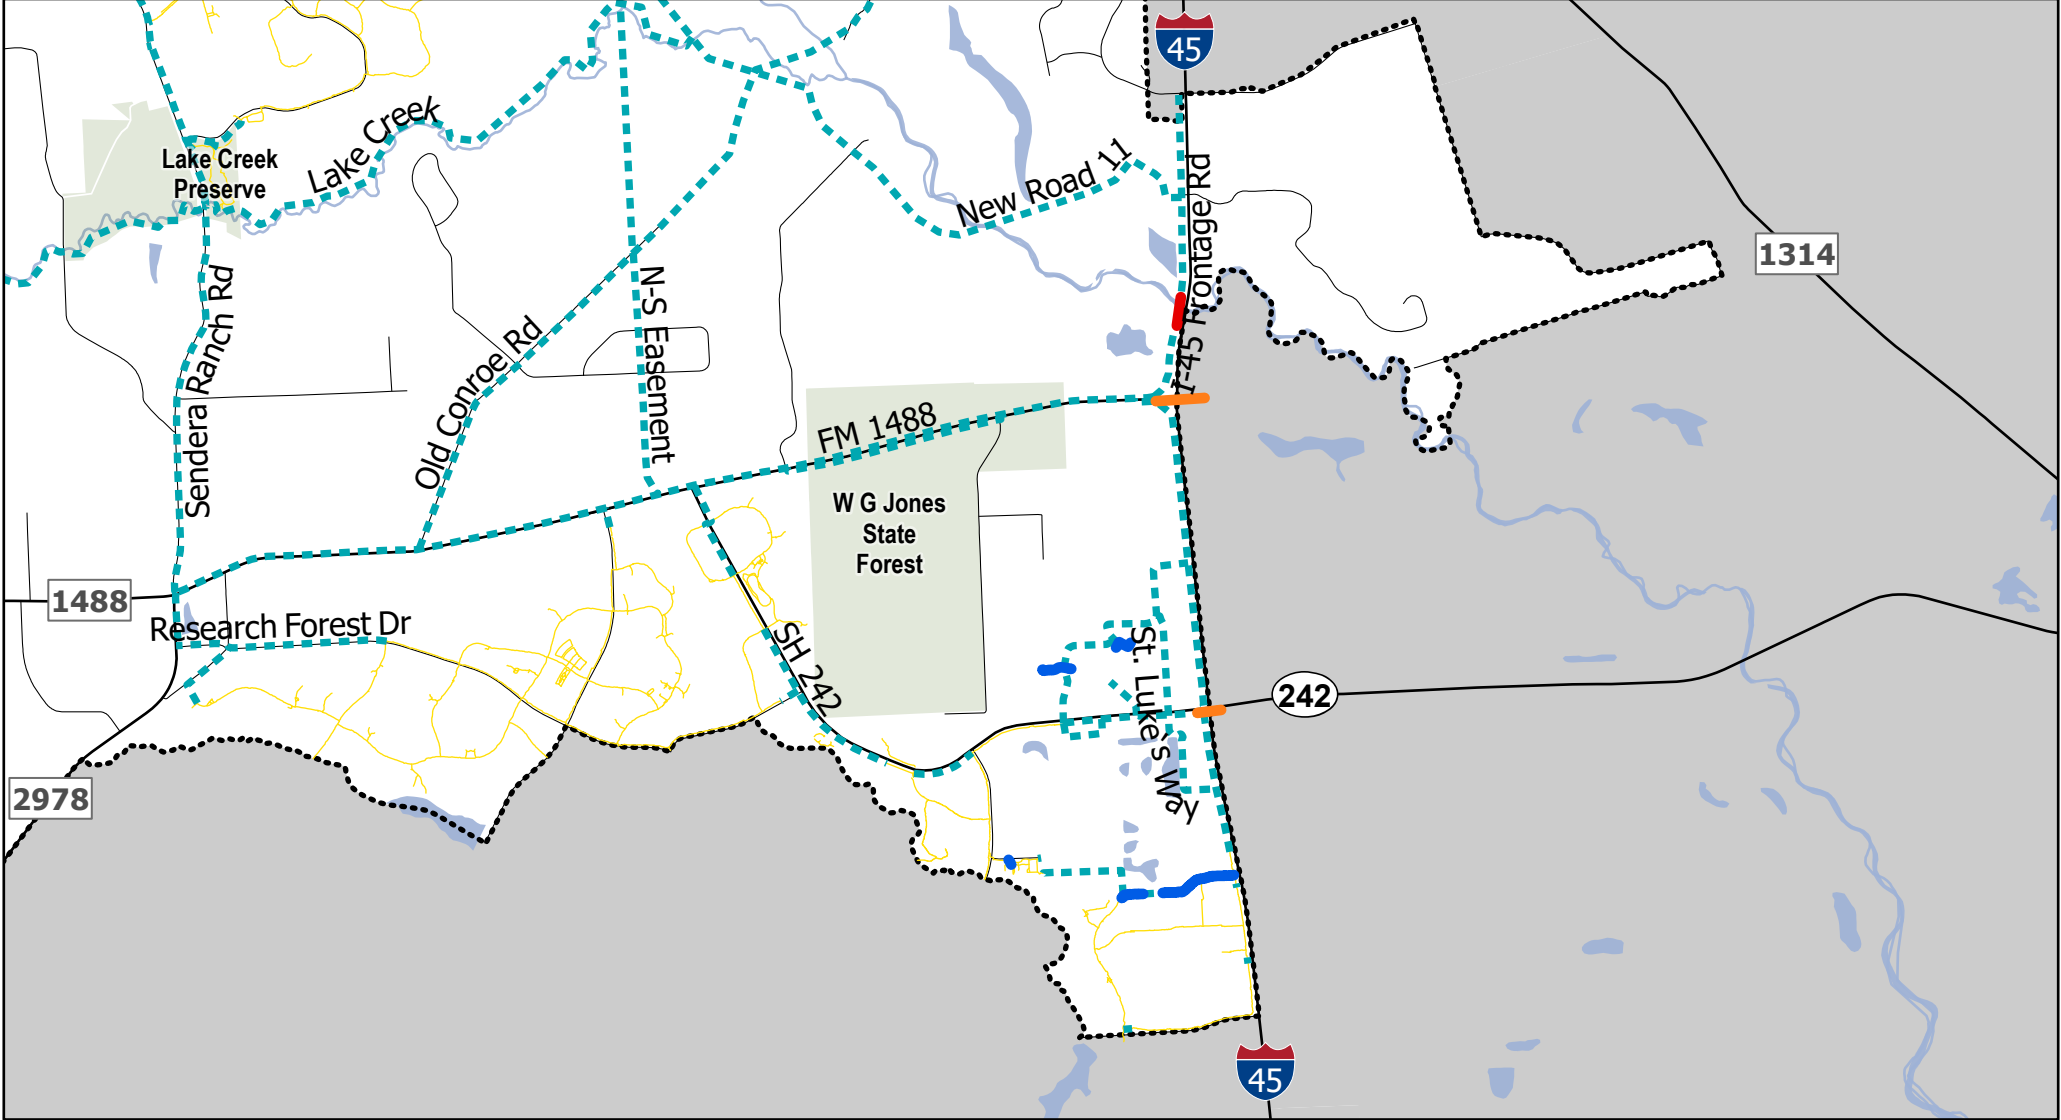 45
Lake Creek
Lake Creek
Preserve
New Road 11
I-45 Frontage Rd
1314
Sendera Ranch Rd
Old Conroe Rd
N-S Easement
FM 1488
W G Jones
State
Forest
1488
Research Forest Dr
SH 242
St. Luke`s Way
242
2978
45